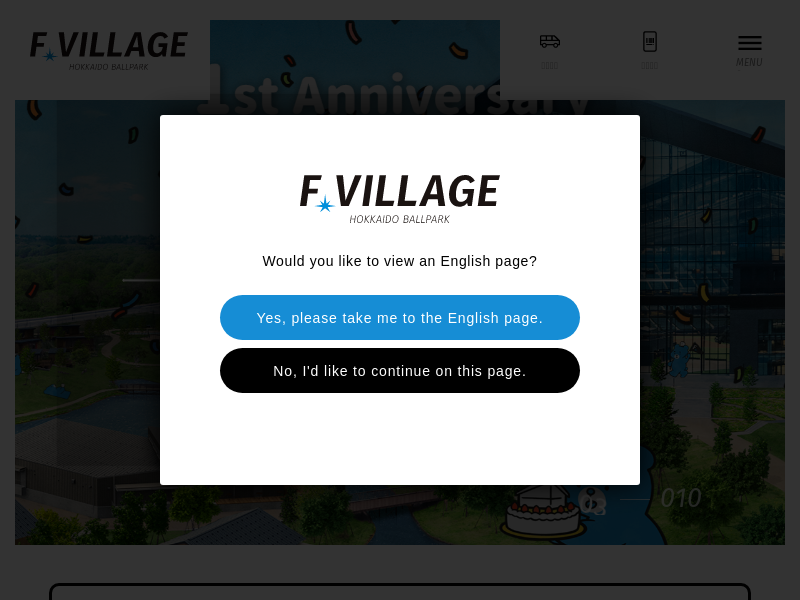 F VILLAGE
HOKKAIDO BALLPARK
MENU
1st Anniversary
F VILLAGE
HOKKAIDO BALLPARK
Would you like to view an English page?
Yes, please take me to the English page.
No, I'd like to continue on this page.
010